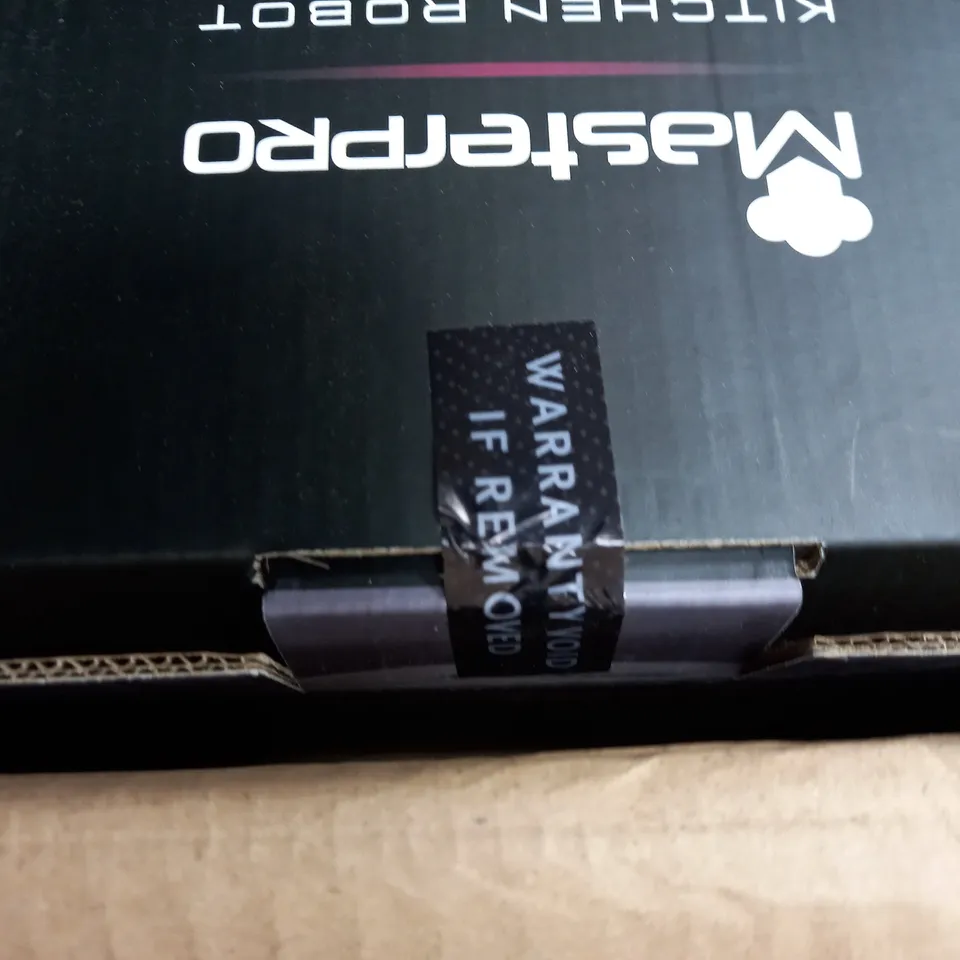 MasterPRO
KITCHEN ROBOT
WARRANTY VOID
IF REMOVED